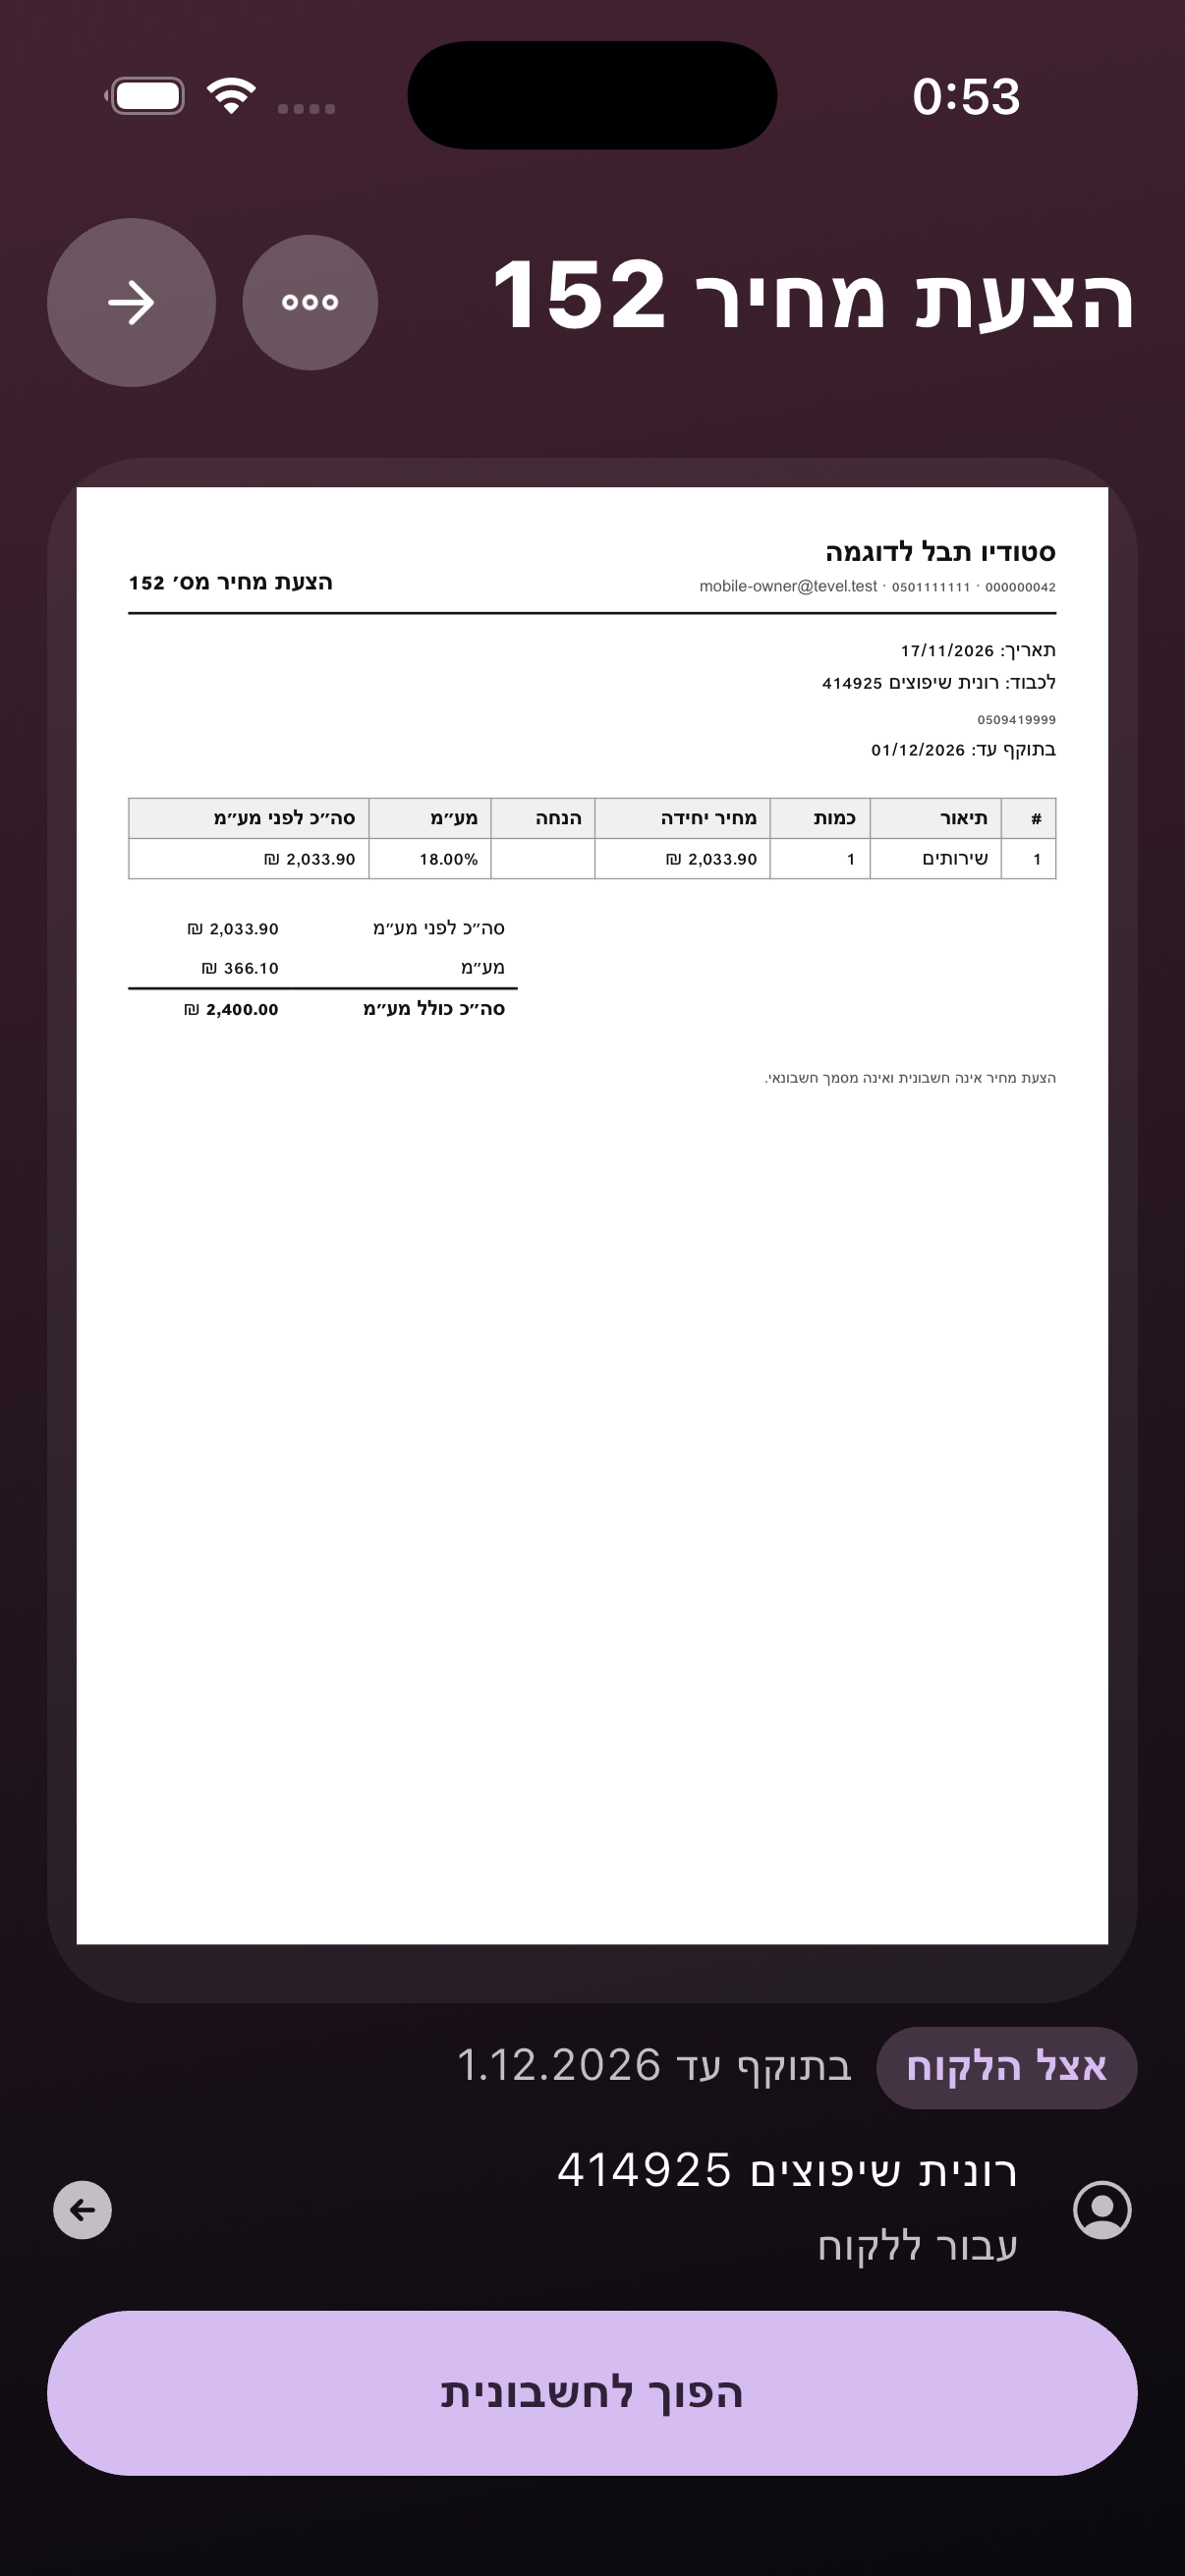 0:53
הצעת מחיר 152
סטודיו תבל לדוגמה
000000042 · 0501111111 · mobile-owner@tevel.test
הצעת מחיר מס׳ 152
תאריך: 17/11/2026
לכבוד: רונית שיפוצים 414925
0509419999
בתוקף עד: 01/12/2026
# תיאור כמות מחיר יחידה הנחה מע״מ סה״כ לפני מע״מ
1 שירותים 1 2,033.90 ₪ 18.00% 2,033.90 ₪
סה״כ לפני מע״מ 2,033.90 ₪
מע״מ 366.10 ₪
סה״כ כולל מע״מ 2,400.00 ₪
הצעת מחיר אינה חשבונית ואינה מסמך חשבונאי.
אצל הלקוח בתוקף עד 1.12.2026
רונית שיפוצים 414925
עבור ללקוח
הפוך לחשבונית